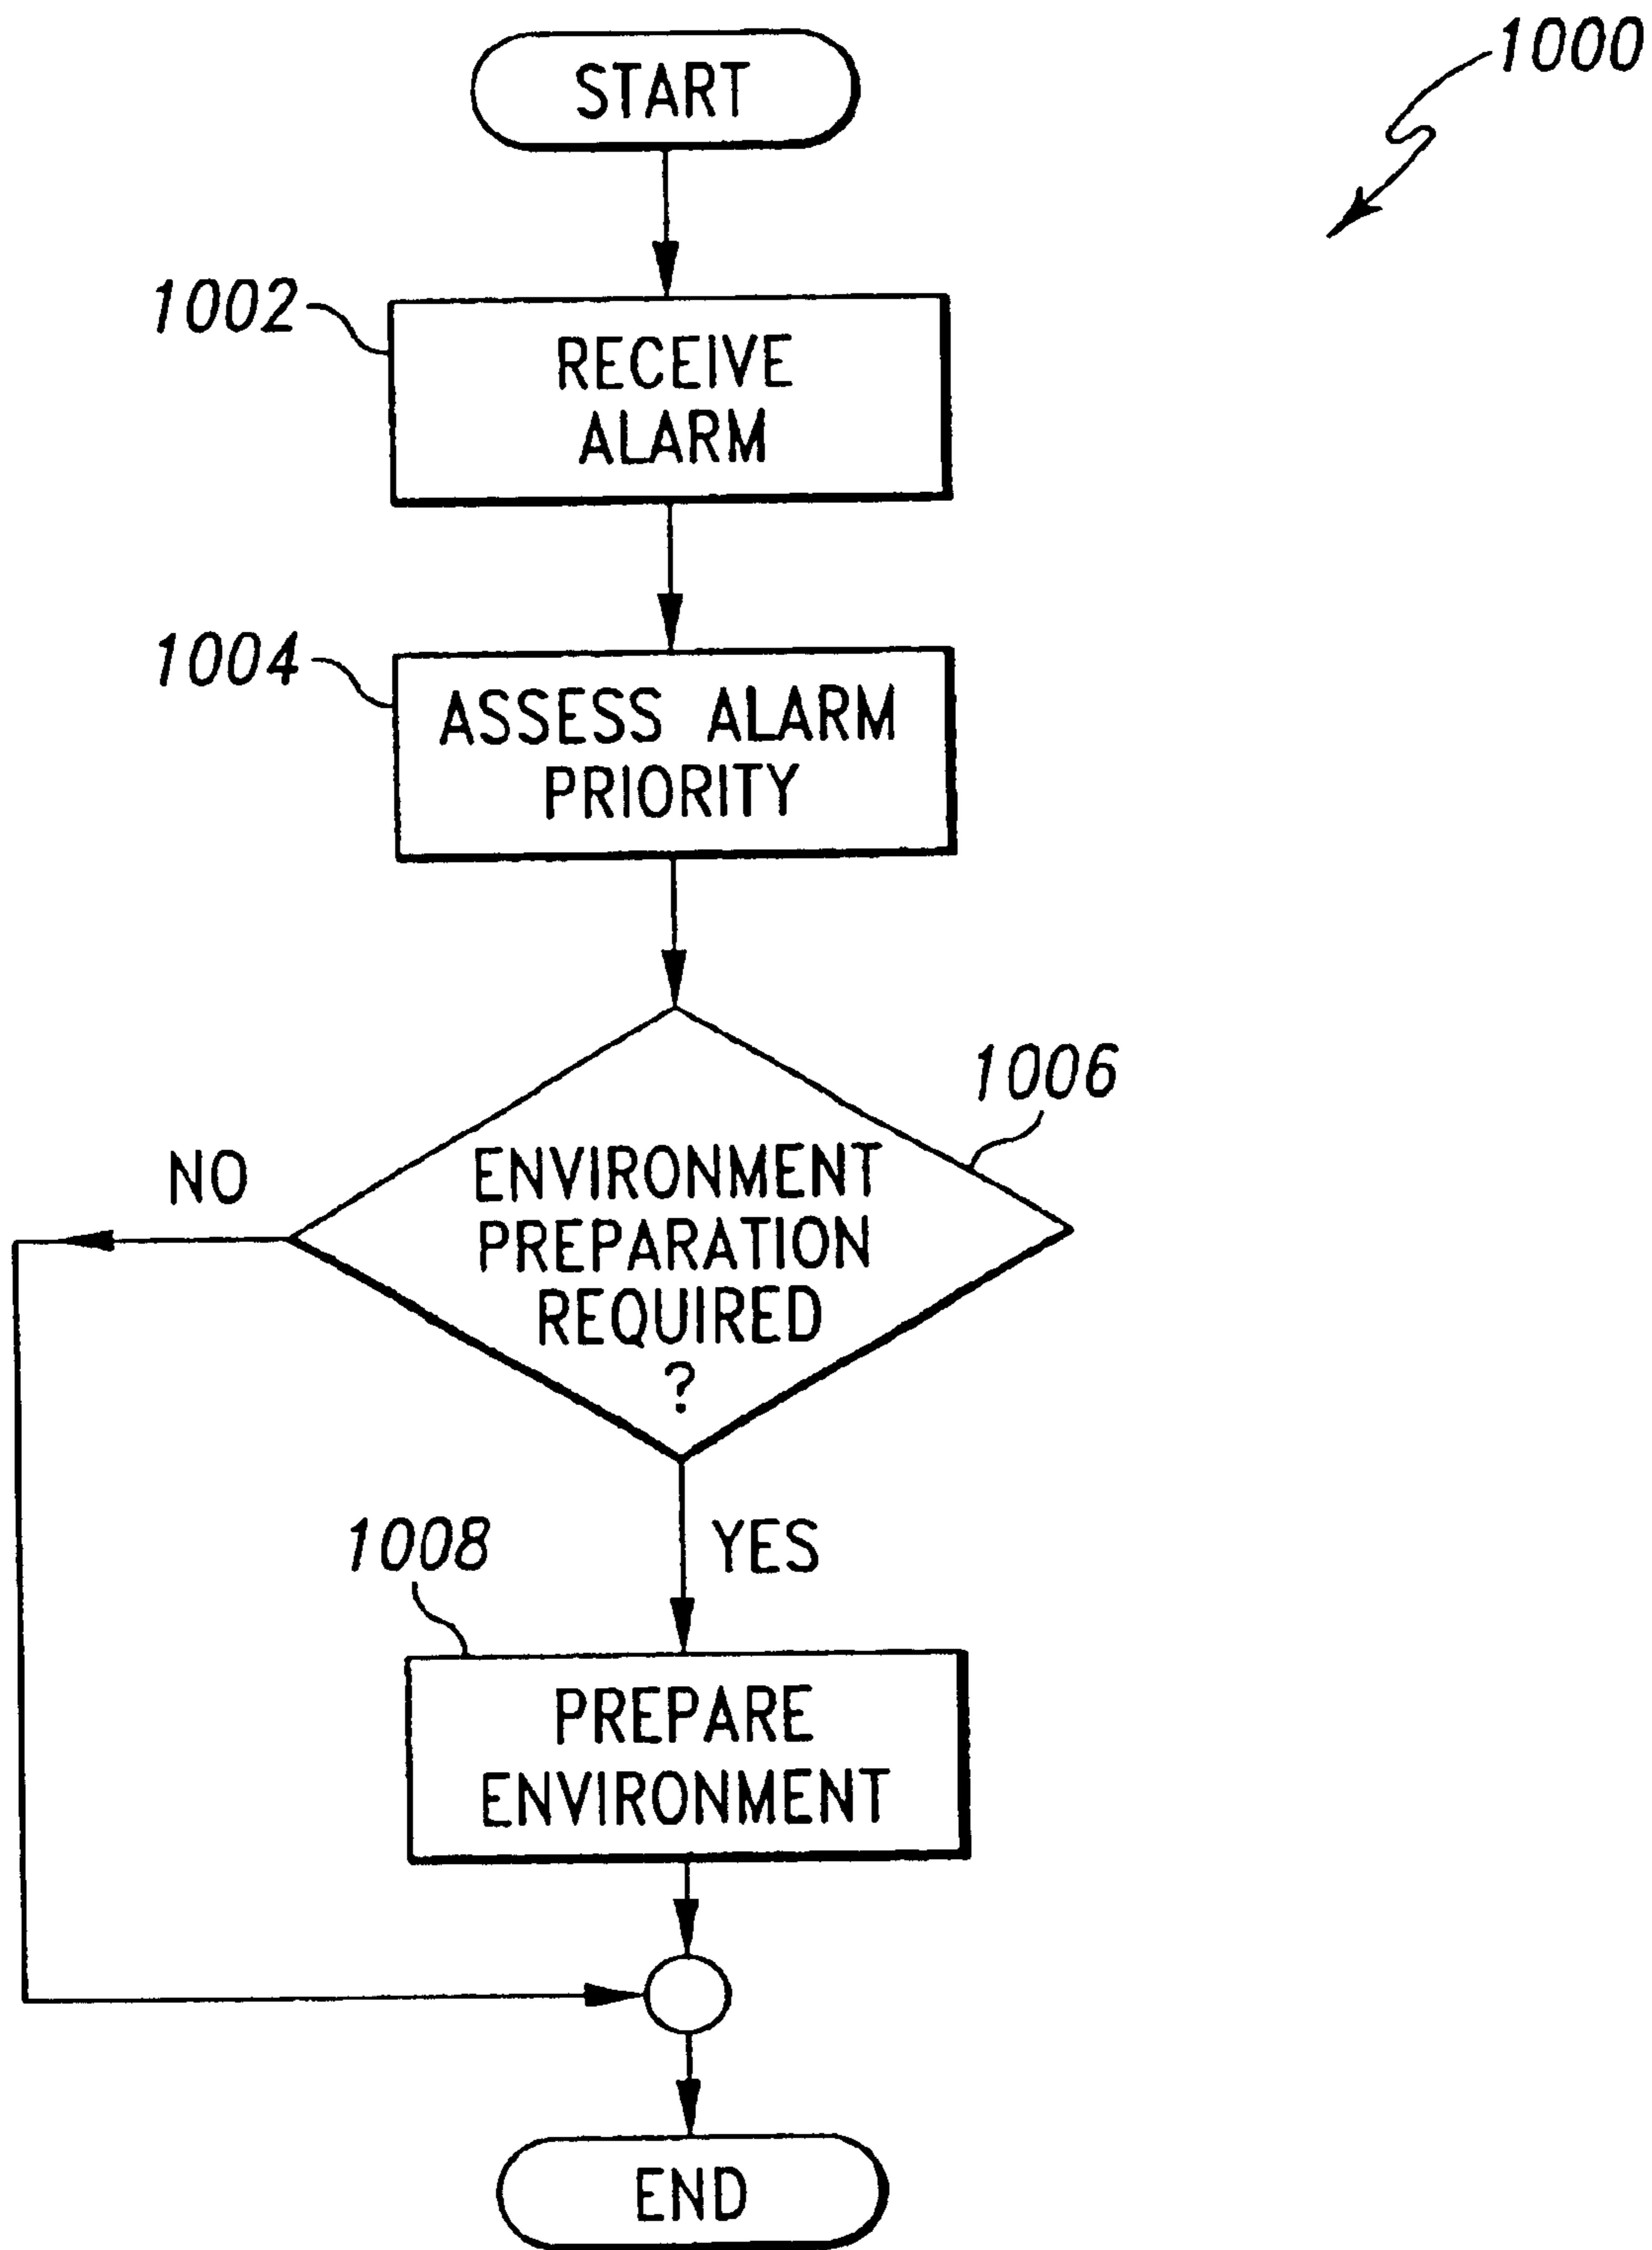 START
1000
1002
RECEIVE
ALARM
1004
ASSESS ALARM
PRIORITY
1006
NO
ENVIRONMENT
PREPARATION
REQUIRED
?
1008
YES
PREPARE
ENVIRONMENT
END